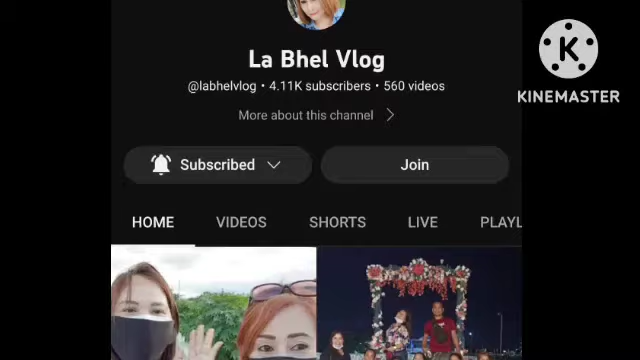 La Bhel Vlog
@labhelvlog • 4.11K subscribers • 560 videos
More about this channel
Subscribed
Join
HOME
VIDEOS
SHORTS
LIVE
PLAYL
K
KINEMASTER